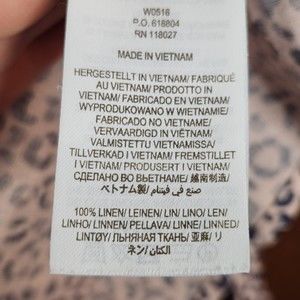 W0516
P.O. 618804
RN 118027
MADE IN VIETNAM
HERGESTELLT IN VIETNAM/ FABRIQUÉ
AU VIETNAM/ PRODOTTO IN
VIETNAM/ FABRICADO EN VIETNAM/
WYPRODUKOWANO W WIETNAMIE/
FABRICADO NO VIETNAME/
VERVAARDIGD IN VIËTNAM/
VALMISTETTU VIETNAMISSA/
TILLVERKAD I VIETNAM/ FREMSTILLET
I VIETNAM/ PRODUSERT I VIETNAM/
СДЕЛАНО ВО ВЬЕТНАМЕ/ 越南制造/
ベトナム製/ صنع في فيتنام/
100% LINEN/ LEINEN/ LIN/ LINO/ LEN/
LINHO/ LINNEN/ PELLAVA/ LINNE/ LINNED/
LINTØY/ ЛЬНЯНАЯ ТКАНЬ/ 亚麻/ リ
ネン/ الكتان/